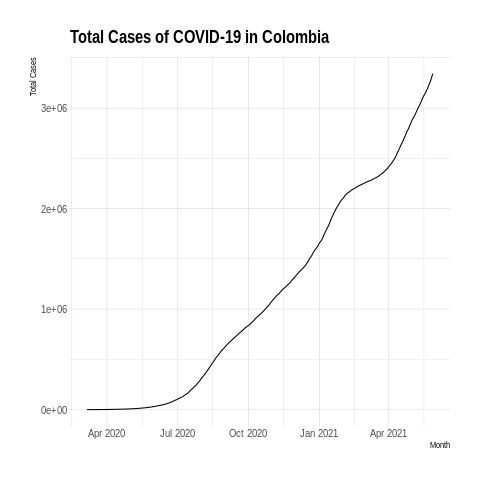 Total Cases of COVID-19 in Colombia
Total Cases
3e+06
2e+06
1e+06
0e+00
Apr 2020 Jul 2020 Oct 2020 Jan 2021 Apr 2021
Month